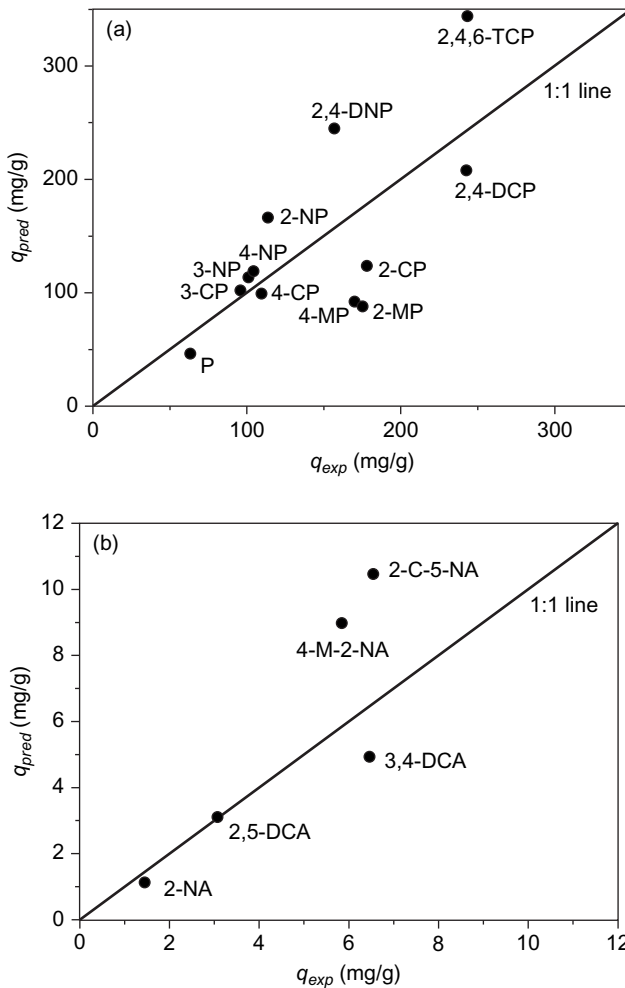 (a)
2,4,6-TCP
300
1:1 line
2,4-DNP
200
2,4-DCP
2-NP
4-NP
3-NP
2-CP
3-CP
4-CP
100
4-MP
2-MP
P
0
0
100
200
300
q_pred (mg/g)
q_exp (mg/g)
12
(b)
2-C-5-NA
10
1:1 line
4-M-2-NA
8
6
3,4-DCA
4
2,5-DCA
2
2-NA
0
0
2
4
6
8
10
12
q_pred (mg/g)
q_exp (mg/g)